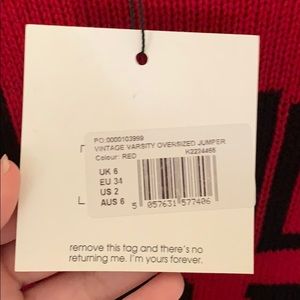 PO:0000103999
VINTAGE VARSITY OVERSIZED JUMPER
Colour: RED H2234465
UK 6
EU 34
US 2
AUS 6
5 057631 577406
remove this tag and there's no
returning me. I'm yours forever.